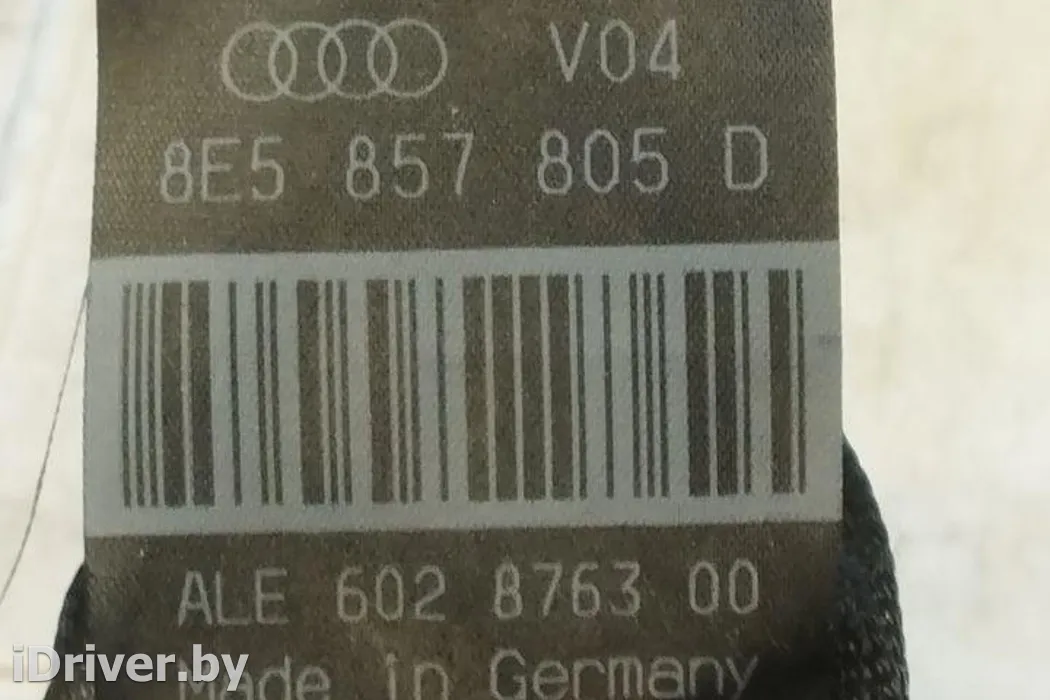 V04
8E5 857 805 D
ALE 602 8763 00
Made in Germany
iDriver.by